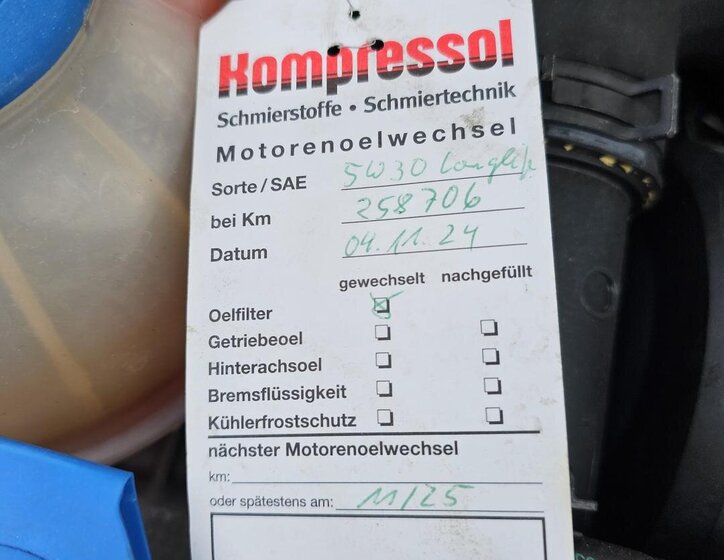 Kompressol
Schmierstoffe • Schmiertechnik
Motorenoelwechsel
Sorte / SAE 5W30 Longlife
bei Km 258706
Datum 04.11.24
gewechselt nachgefüllt
Oelfilter ☒
Getriebeoel ☐ ☐
Hinterachsoel ☐ ☐
Bremsflüssigkeit ☐ ☐
Kühlerfrostschutz ☐ ☐
nächster Motorenoelwechsel
km:
oder spätestens am: 11/25